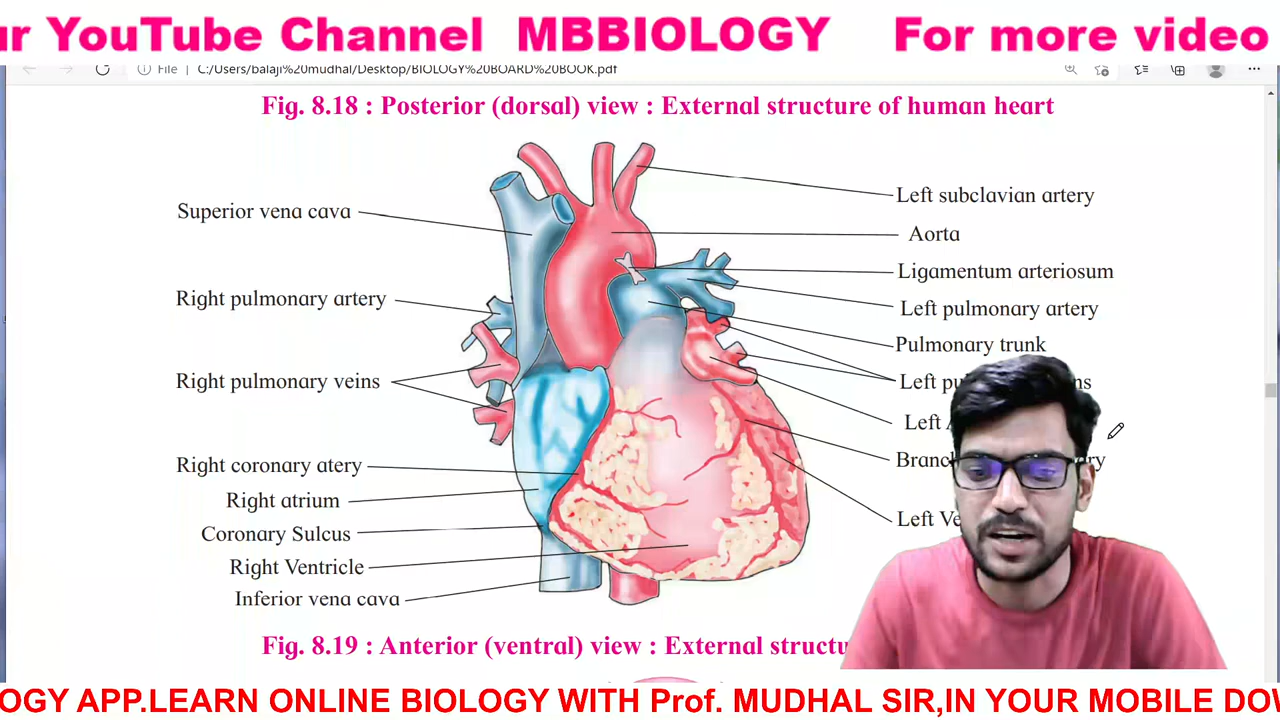 ur YouTube Channel MBBIOLOGY For more video
File C:/Users/balaji%20mudhal/Desktop/BIOLOGY%20BOARD%20BOOK.pdf
Fig. 8.18 : Posterior (dorsal) view : External structure of human heart
Superior vena cava
Right pulmonary artery
Right pulmonary veins
Right coronary atery
Right atrium
Coronary Sulcus
Right Ventricle
Inferior vena cava
Left subclavian artery
Aorta
Ligamentum arteriosum
Left pulmonary artery
Pulmonary trunk
Left
Left
Left
Fig. 8.19 : Anterior (ventral) view : External
OGY APP.LEARN ONLINE BIOLOGY WITH Prof. MUDHAL SIR,IN YOUR MOBILE DOW